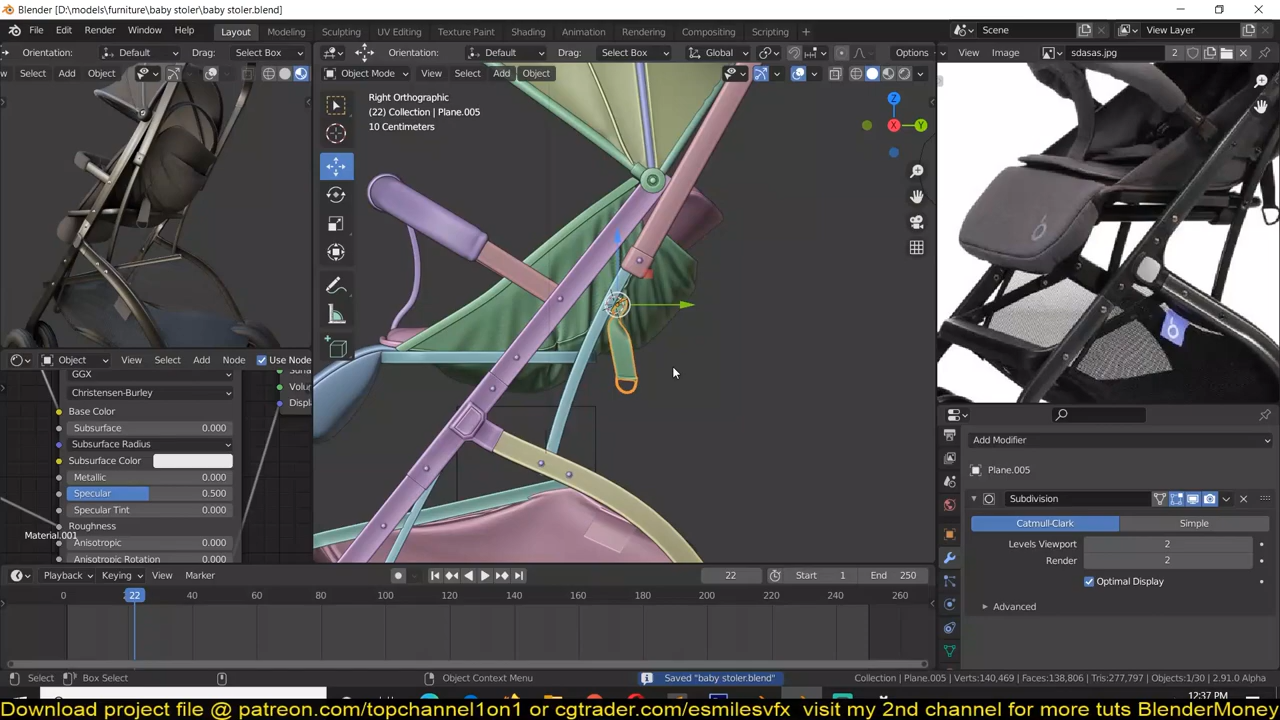 Blender [D:\models\furniture\baby stoler\baby stoler.blend]
File Edit Render Window Help Layout Modeling Sculpting UV Editing Texture Paint Shading Animation Rendering Compositing Scripting + Scene View Layer
Orientation: Default Drag: Select Box Orientation: Default Drag: Select Box Global Options View Image sdasas.jpg 2
Select Add Object Object Mode View Select Add Object
Right Orthographic
(22) Collection | Plane.005
10 Centimeters
Z
X Y
Object View Select Add Node Use Node
GGX
Christensen-Burley
Base Color
Subsurface 0.000
Subsurface Radius
Subsurface Color
Metallic 0.000
Specular 0.500
Specular Tint 0.000
Roughness
Material.001
Anisotropic 0.000
Anisotropic Rotation 0.000
Surfa
Volu
Displ
Add Modifier
Plane.005
Subdivision
Catmull-Clark Simple
Levels Viewport 2
Render 2
Optimal Display
Advanced
Playback Keying View Marker 22 Start 1 End 250
0 22 40 60 80 100 120 140 160 180 200 220 240 260
Select Box Select Object Context Menu Saved "baby stoler.blend" Collection | Plane.005 | Verts:140,469 | Faces:138,806 | Tris:277,797 | Objects:1/30 | 2.91.0 Alpha
12:37 PM
Download project file @ patreon.com/topchannel1on1 or cgtrader.com/esmilesvfx visit my 2nd channel for more tuts BlenderMoney